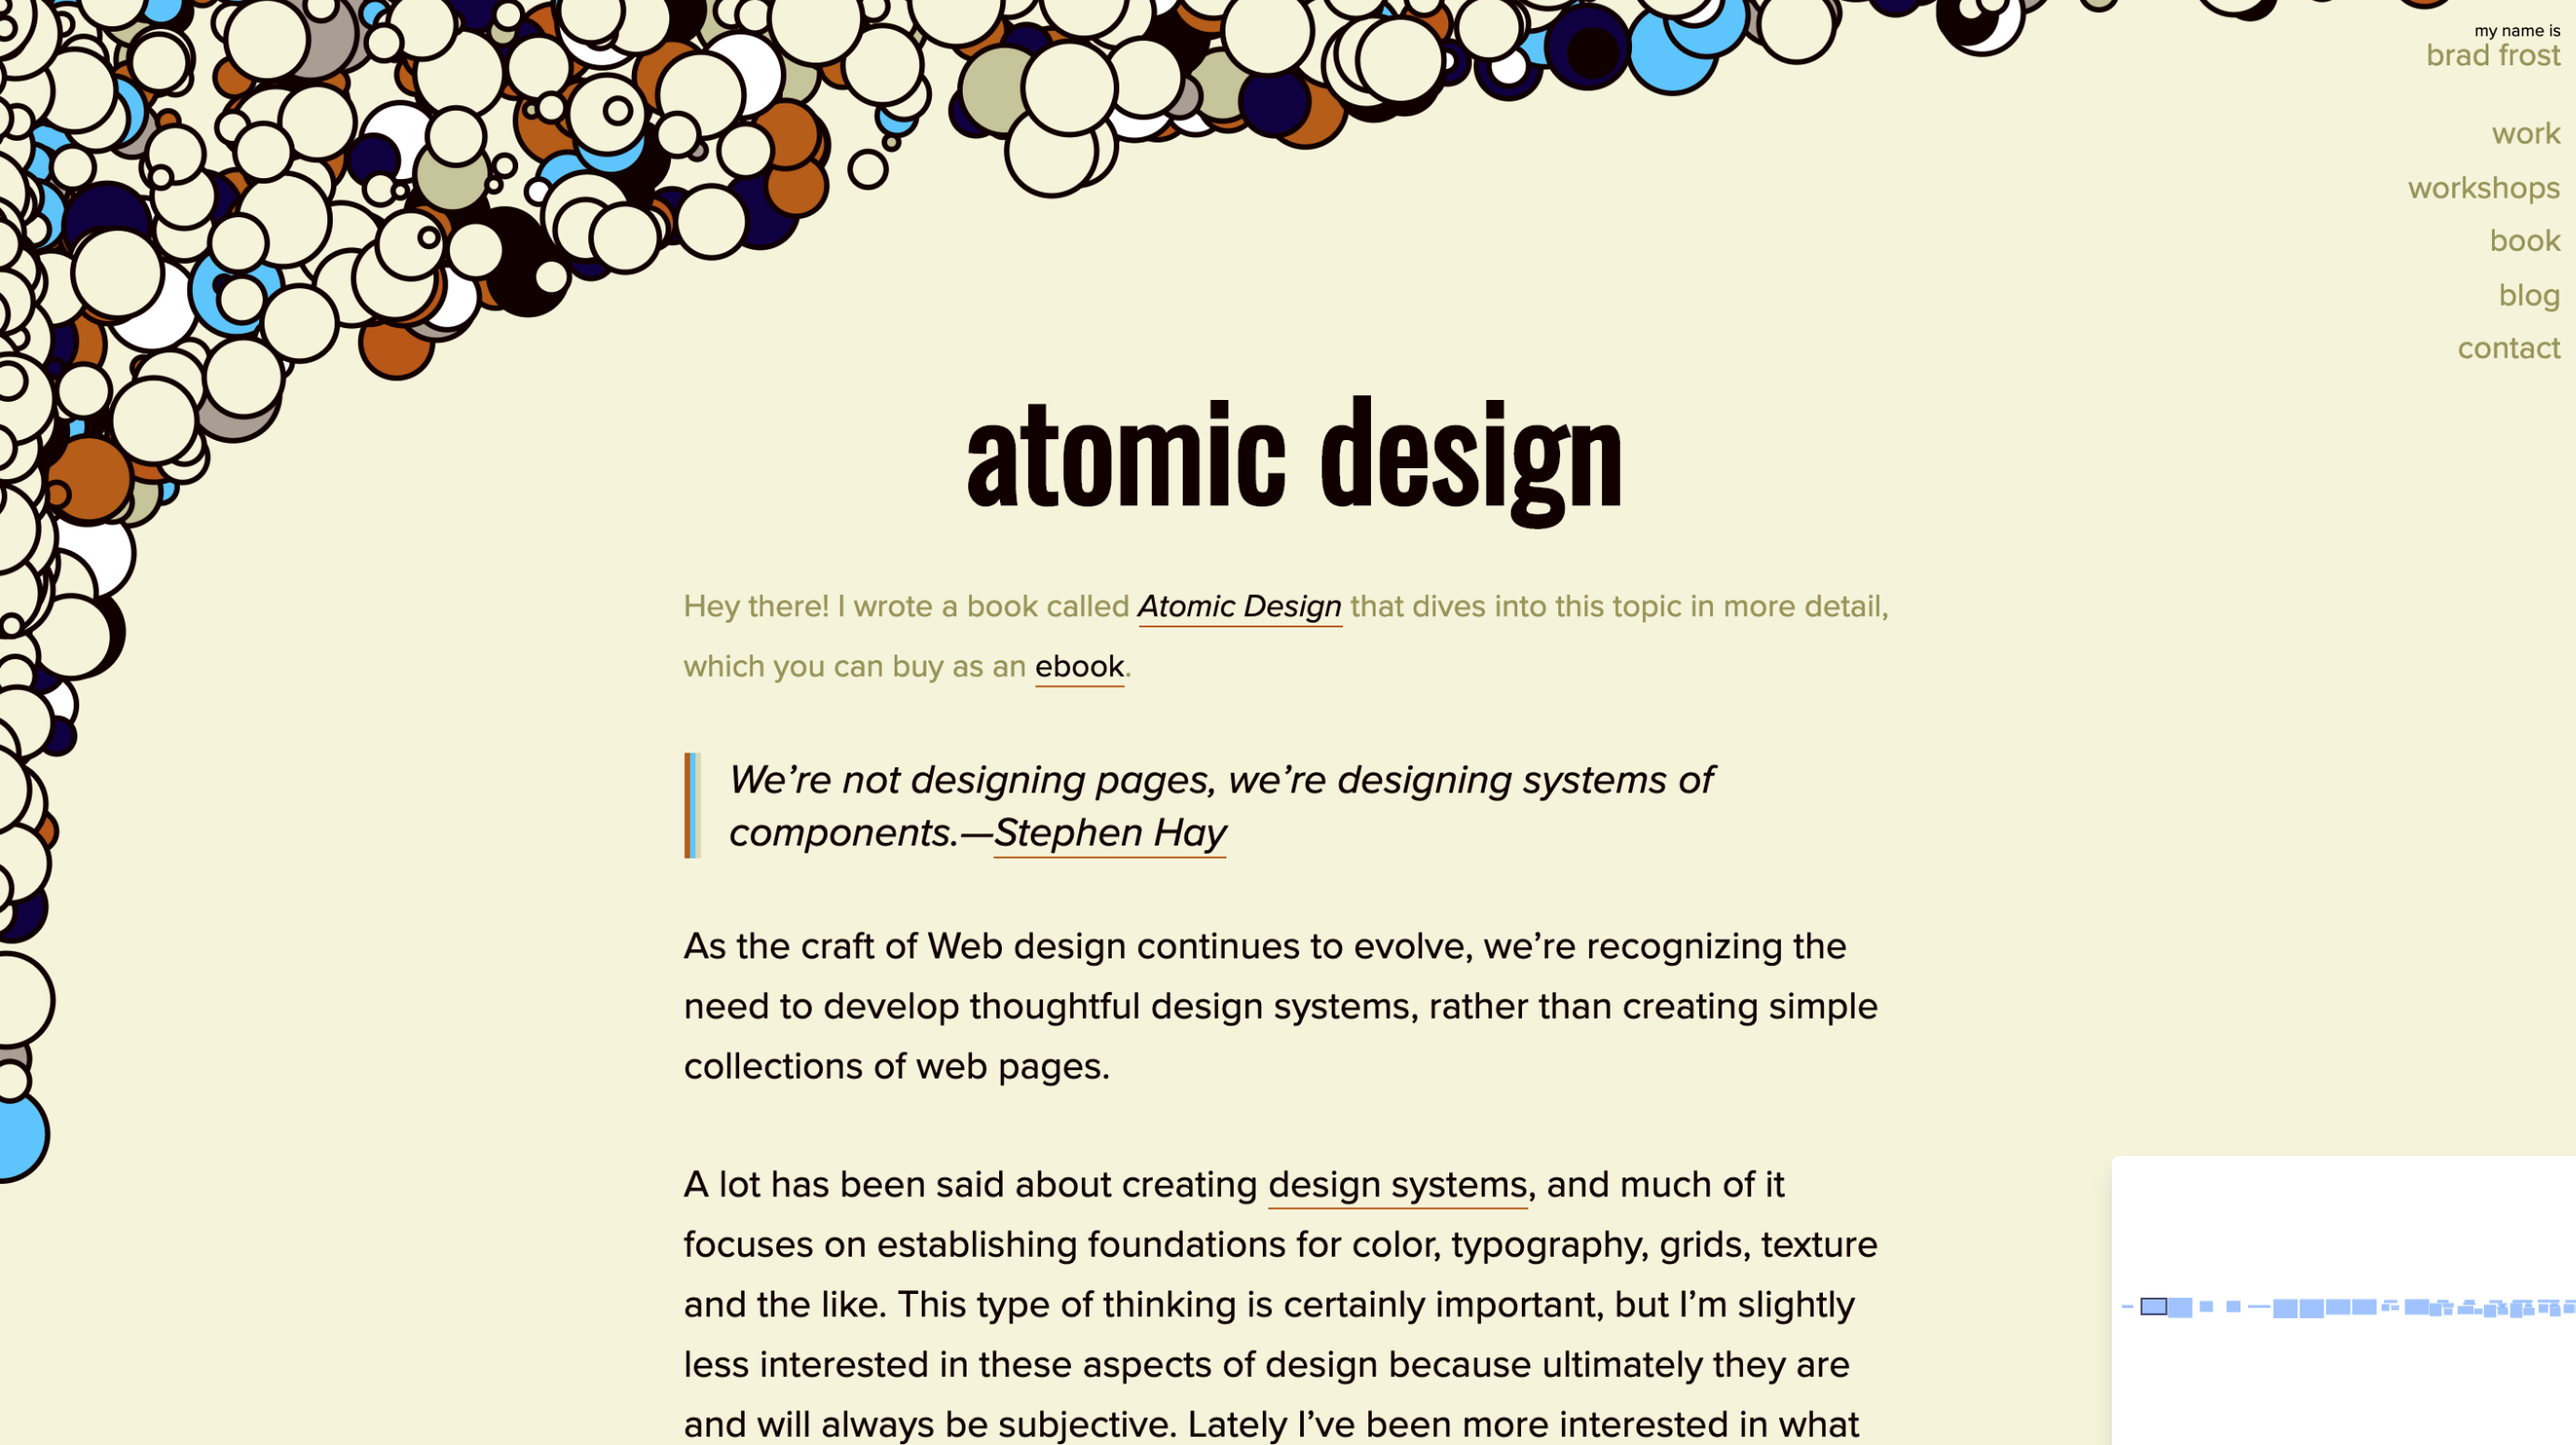 my name is
brad frost
work
workshops
book
blog
contact
atomic design
Hey there! I wrote a book called Atomic Design that dives into this topic in more detail,
which you can buy as an ebook.
We’re not designing pages, we’re designing systems of
components.—Stephen Hay
As the craft of Web design continues to evolve, we’re recognizing the
need to develop thoughtful design systems, rather than creating simple
collections of web pages.
A lot has been said about creating design systems, and much of it
focuses on establishing foundations for color, typography, grids, texture
and the like. This type of thinking is certainly important, but I’m slightly
less interested in these aspects of design because ultimately they are
and will always be subjective. Lately I’ve been more interested in what